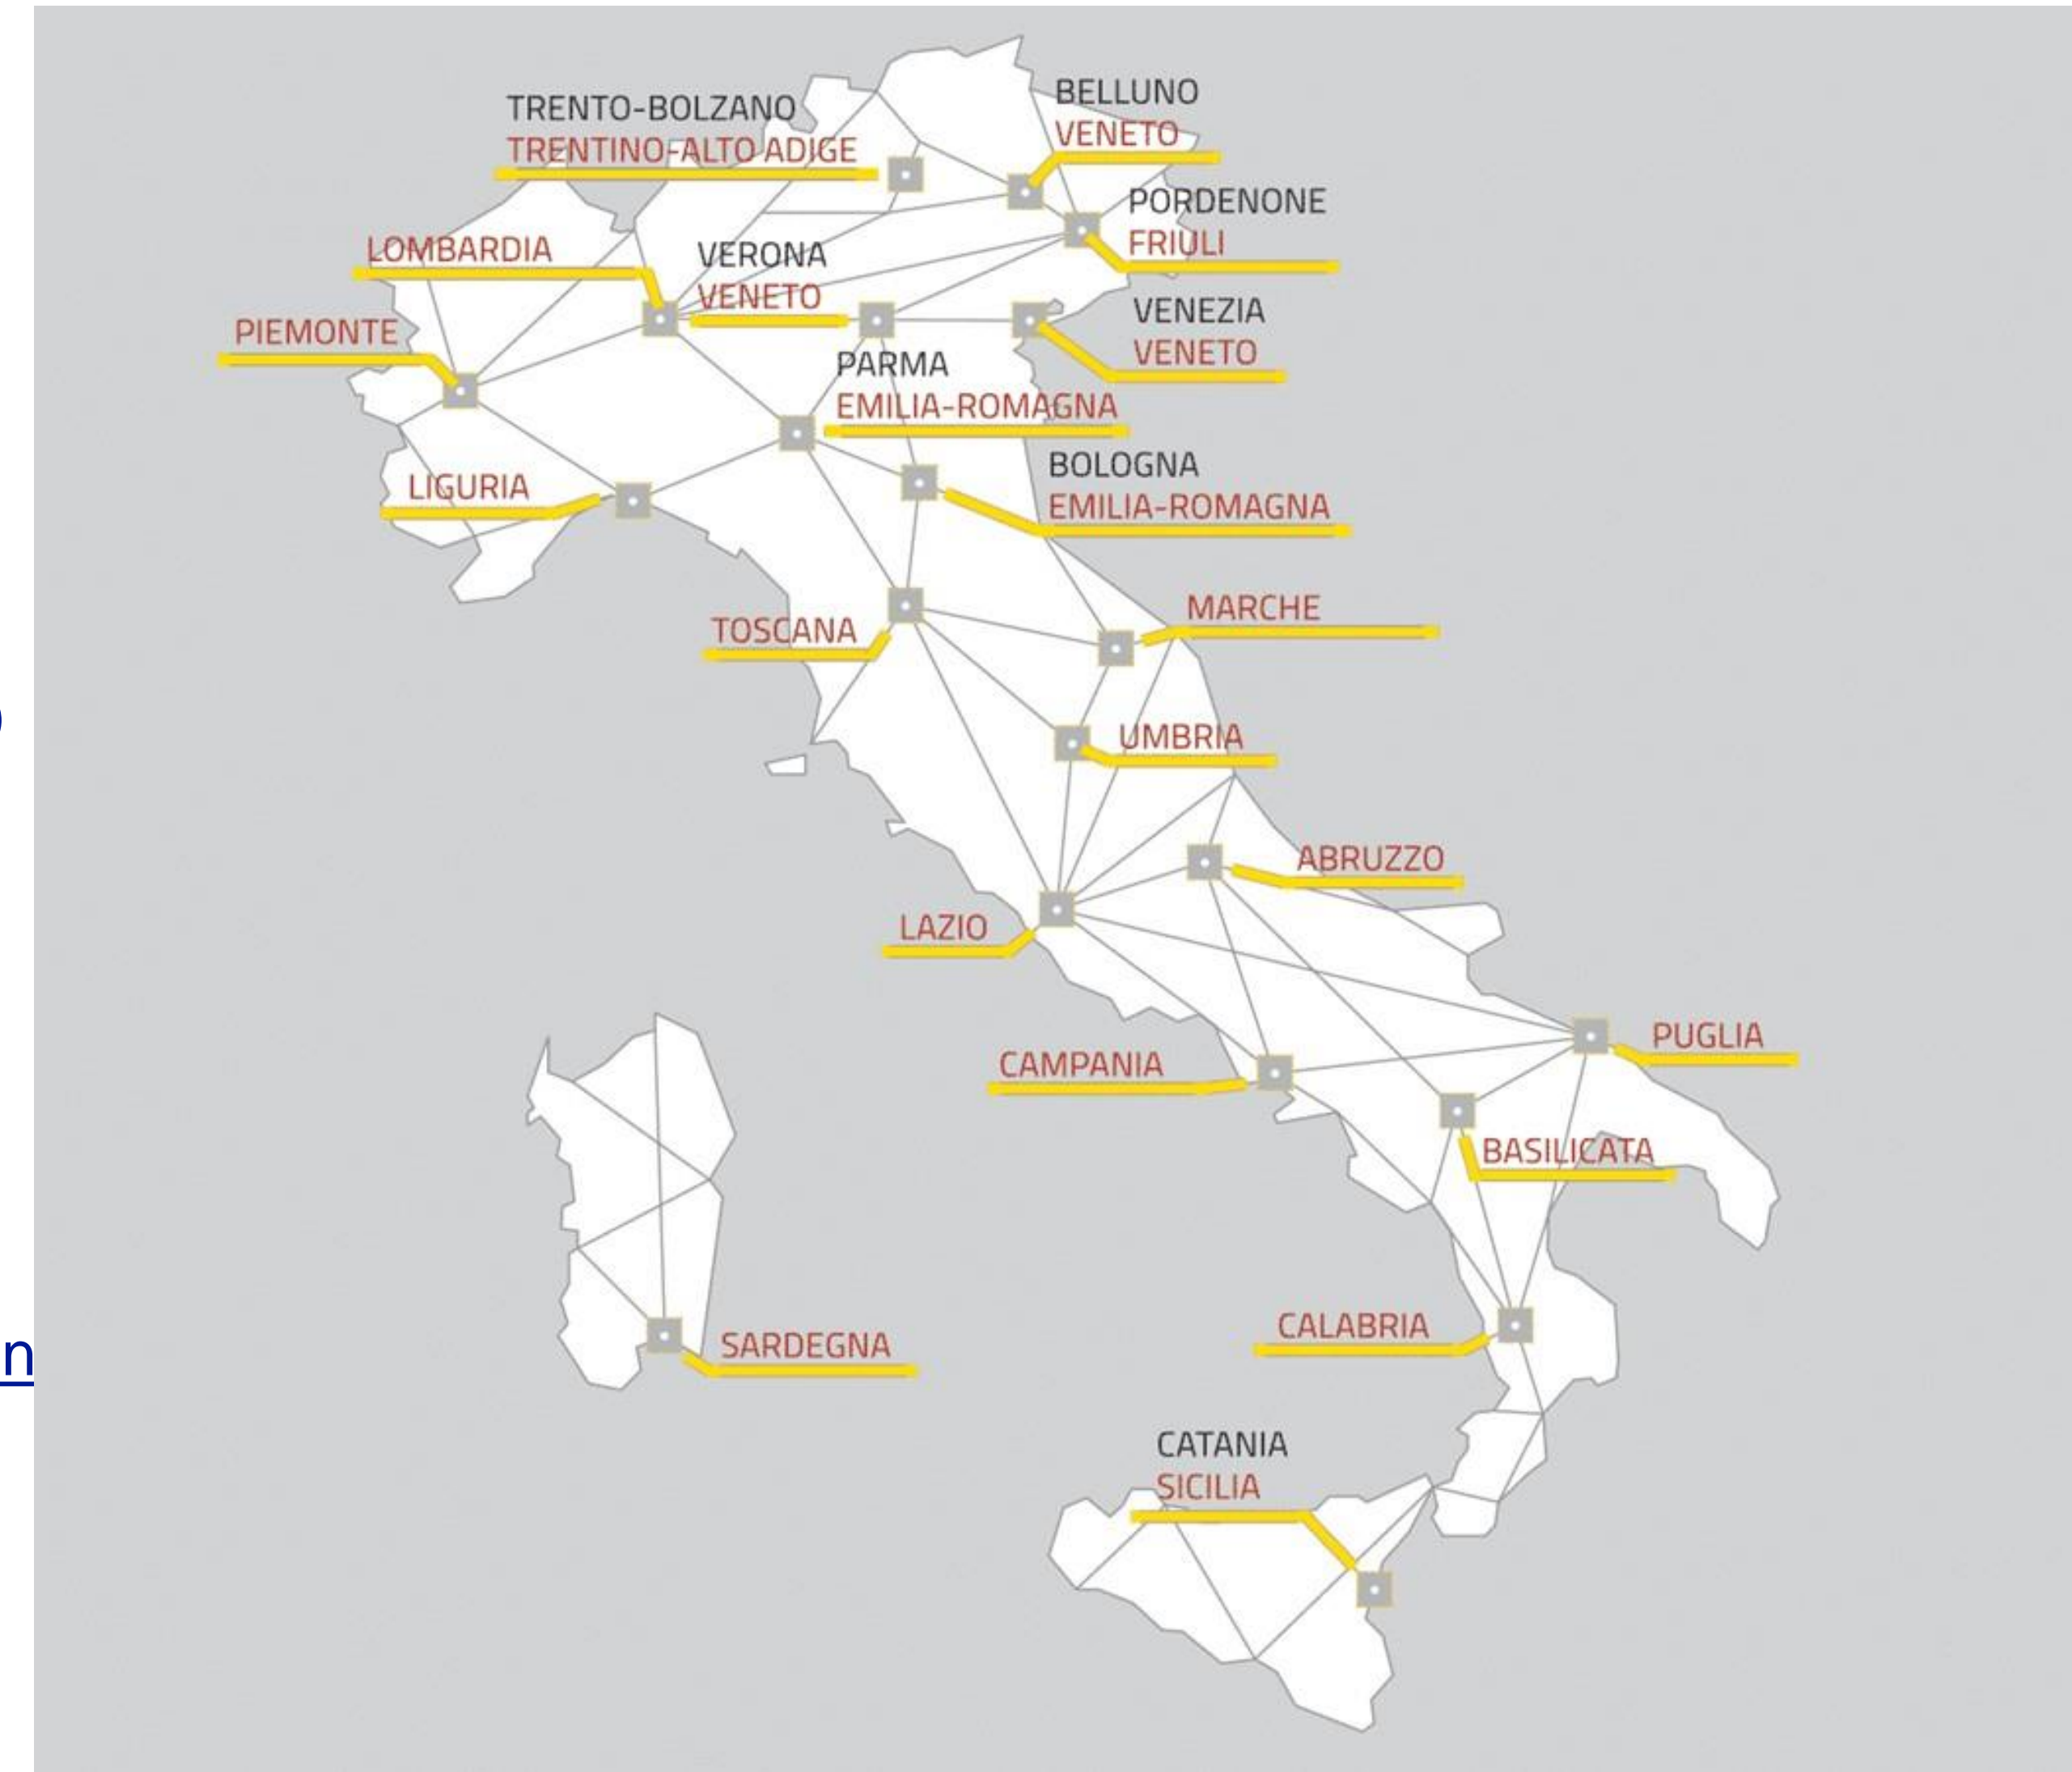 TRENTO-BOLZANO
TRENTINO-ALTO ADIGE
BELLUNO
VENETO
PORDENONE
FRIULI
LOMBARDIA
VERONA
VENETO
VENEZIA
VENETO
PIEMONTE
PARMA
EMILIA-ROMAGNA
BOLOGNA
EMILIA-ROMAGNA
LIGURIA
MARCHE
TOSCANA
UMBRIA
ABRUZZO
LAZIO
PUGLIA
CAMPANIA
BASILICATA
CALABRIA
SARDEGNA
CATANIA
SICILIA